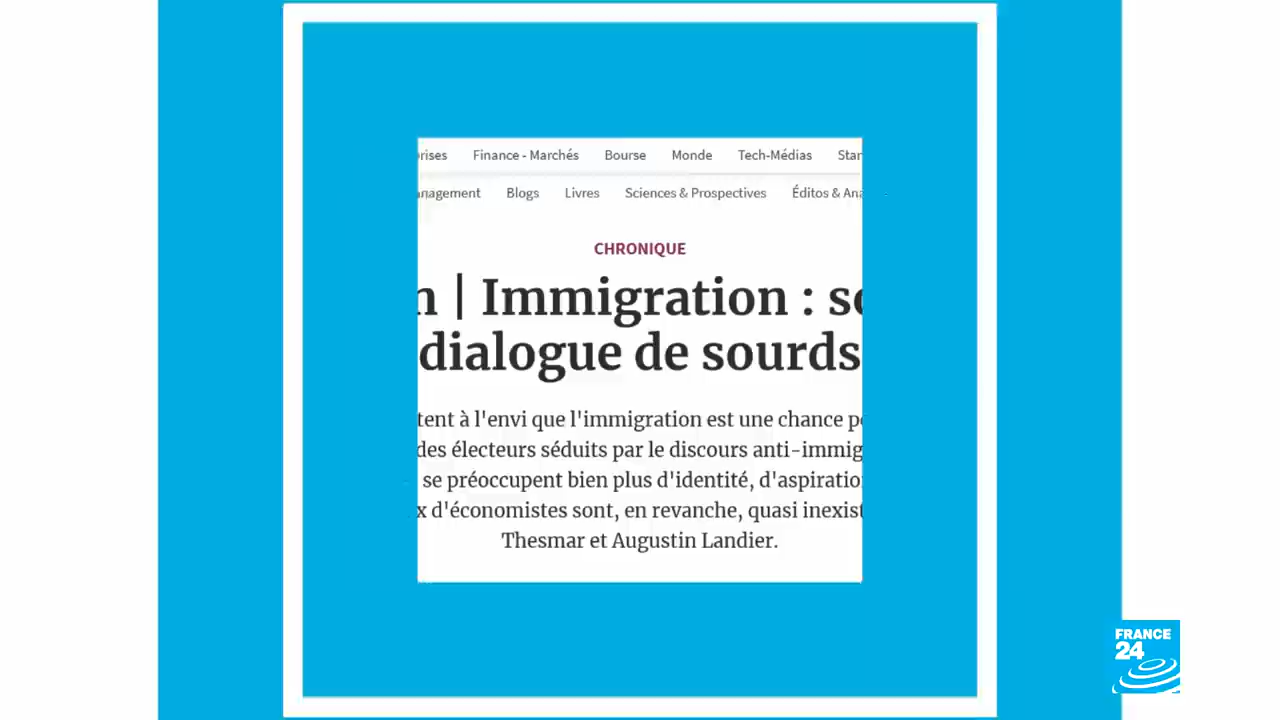 Finance - Marchés Bourse Monde Tech-Médias
Blogs Livres Sciences & Prospectives Éditos &
CHRONIQUE
| Immigration :
dialogue de sourds
à l'envi que l'immigration est une chance
des électeurs séduits par le discours
se préoccupent bien plus d'identité,
d'économistes sont, en revanche, quasi
Thesmar et Augustin Landier.
FRANCE
24